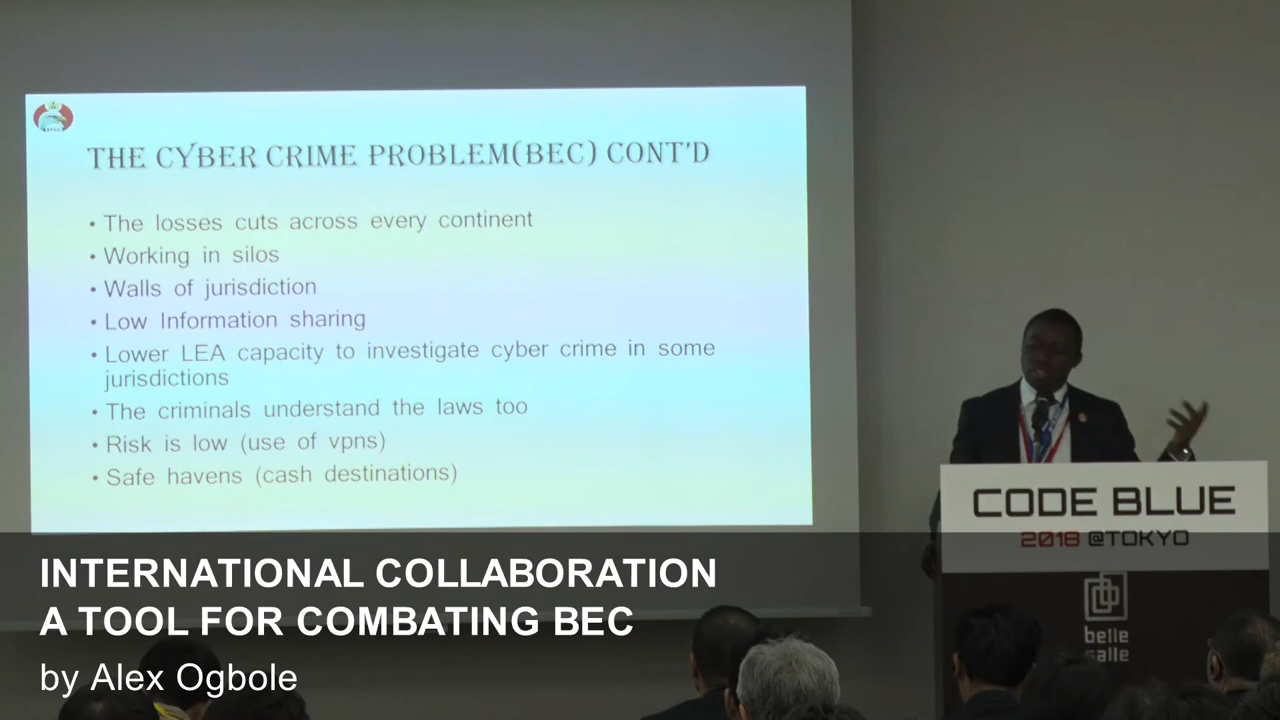 THE CYBER CRIME PROBLEM(BEC) CONT'D
• The losses cuts across every continent
• Working in silos
• Walls of jurisdiction
• Low Information sharing
• Lower LEA capacity to investigate cyber crime in some
jurisdictions
• The criminals understand the laws too
• Risk is low (use of vpns)
• Safe havens (cash destinations)
CODE BLUE
2018 @TOKYO
belle
salle
INTERNATIONAL COLLABORATION
A TOOL FOR COMBATING BEC
by Alex Ogbole